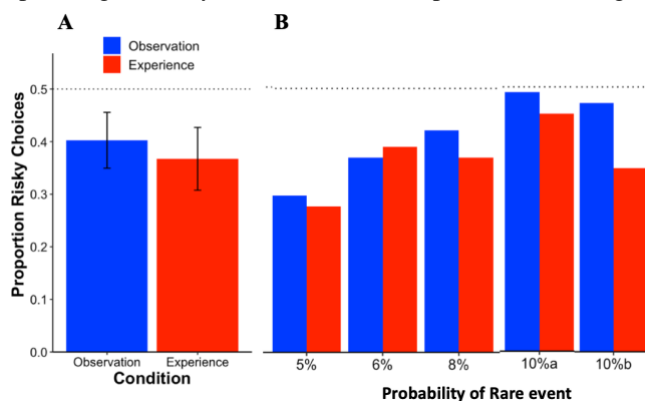 A
B
Observation
Experience
Proportion Risky Choices
0.5
0.4
0.3
0.2
0.1
0.0
Observation Experience
Condition
5% 6% 8% 10%a 10%b
Probability of Rare event